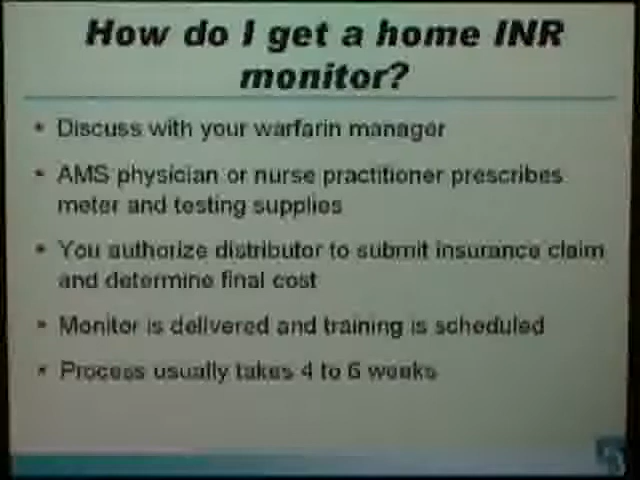 How do I get a home INR
monitor?
• Discuss with your warfarin manager
• AMS physician or nurse practitioner prescribes
meter and testing supplies
• You authorize distributor to submit insurance claim
and determine final cost
• Monitor is delivered and training is scheduled
• Process usually takes 4 to 6 weeks